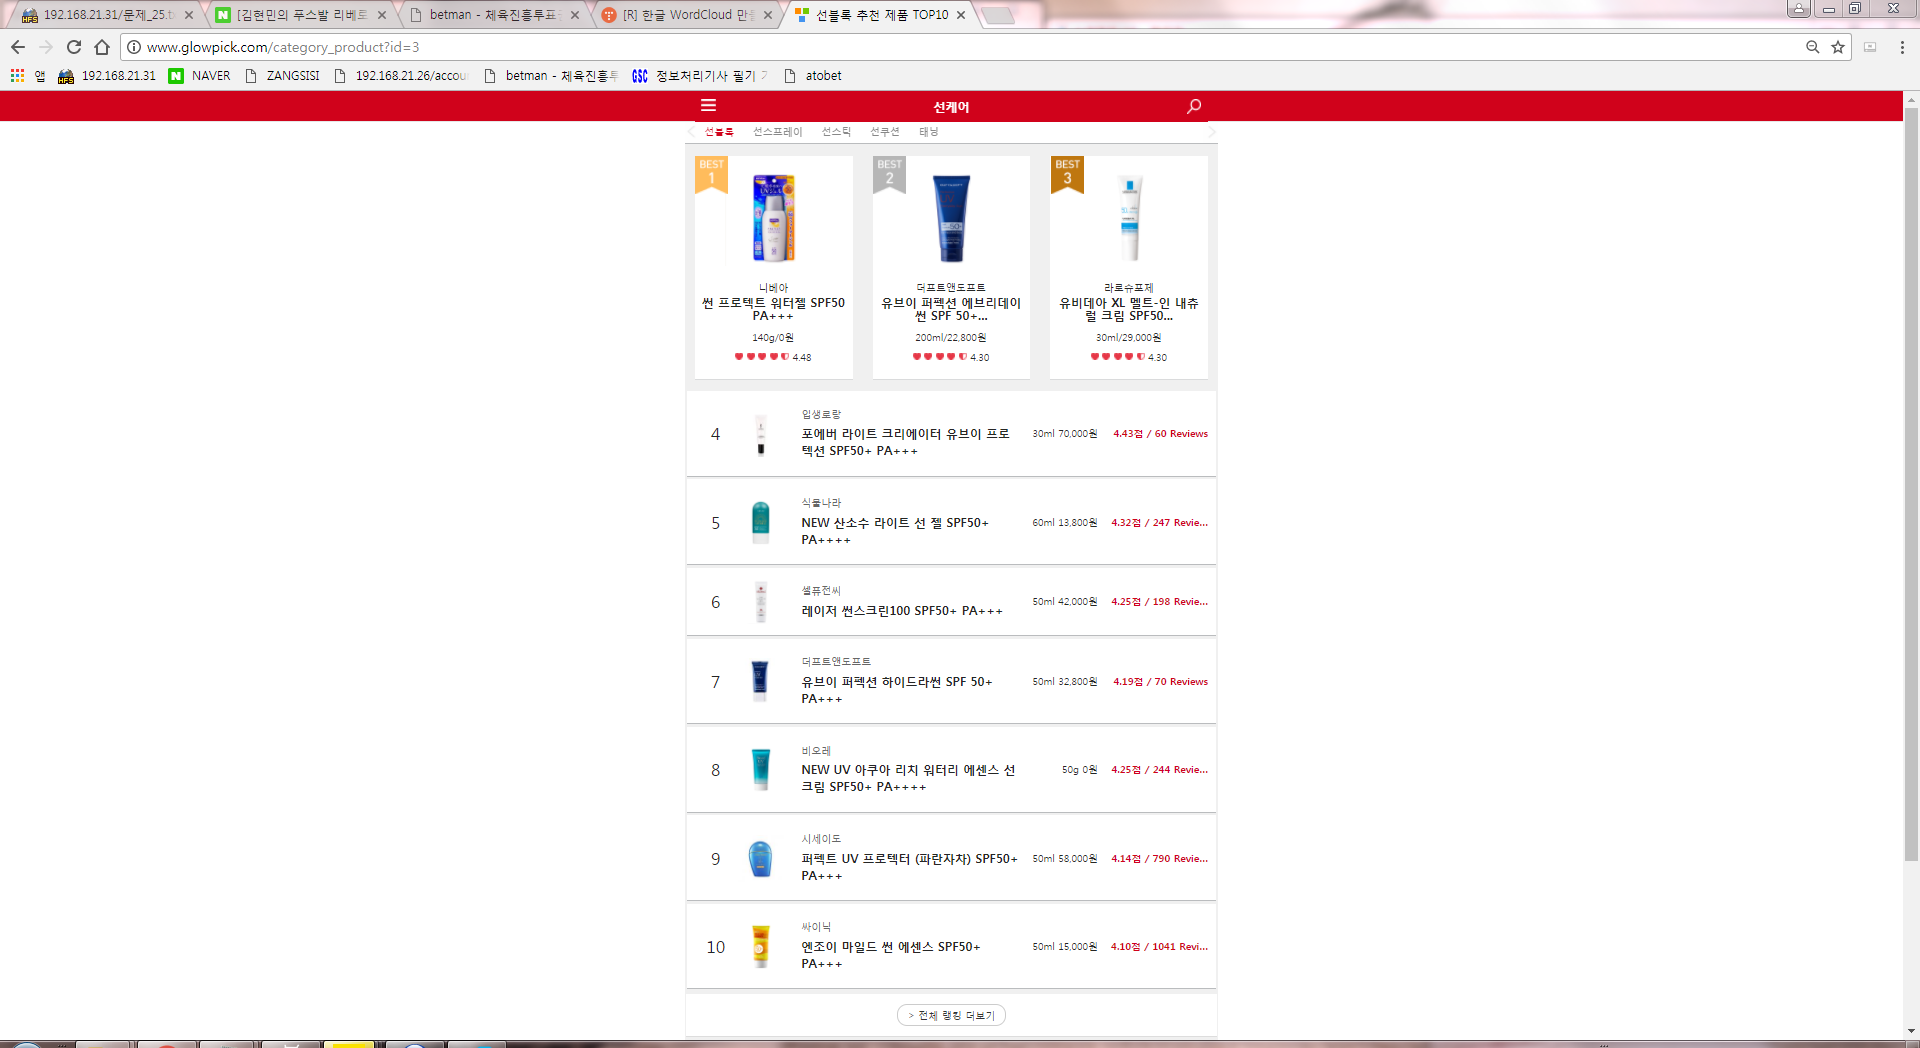 192.168.21.31/문제_25.t
[김현민의 푸스발 리베로
betman - 체육진흥투표
[R] 한글 WordCloud 만
선블록 추천 제품 TOP10
www.glowpick.com/category_product?id=3
앱
HFS 192.168.21.31
N NAVER
ZANGSISI
192.168.21.26/accou
betman - 체육진흥투
GSC 정보처리기사 필기
atobet
선케어
선블록 선스프레이 선스틱 선쿠션 태닝
BEST 1
니베아
썬 프로텍트 워터젤 SPF50
PA+++
140g/0원
4.48
BEST 2
더프트앤도프트
유브이 퍼펙션 에브리데이
썬 SPF 50+...
200ml/22,800원
4.30
BEST 3
라로슈포제
유비데아 XL 멜트-인 내츄
럴 크림 SPF50...
30ml/29,000원
4.30
4
입생로랑
포에버 라이트 크리에이터 유브이 프로
텍션 SPF50+ PA+++
30ml 70,000원
4.43점 / 60 Reviews
5
식물나라
NEW 산소수 라이트 선 젤 SPF50+
PA++++
60ml 13,800원
4.32점 / 247 Revie...
6
셀퓨전씨
레이저 썬스크린100 SPF50+ PA+++
50ml 42,000원
4.25점 / 198 Revie...
7
더프트앤도프트
유브이 퍼펙션 하이드라썬 SPF 50+
PA+++
50ml 32,800원
4.19점 / 70 Reviews
8
비오레
NEW UV 아쿠아 리치 워터리 에센스 선
크림 SPF50+ PA++++
50g 0원
4.25점 / 244 Revie...
9
시세이도
퍼펙트 UV 프로텍터 (파란자차) SPF50+
PA+++
50ml 58,000원
4.14점 / 790 Revie...
10
싸이닉
엔조이 마일드 썬 에센스 SPF50+
PA+++
50ml 15,000원
4.10점 / 1041 Revi...
> 전체 랭킹 더보기